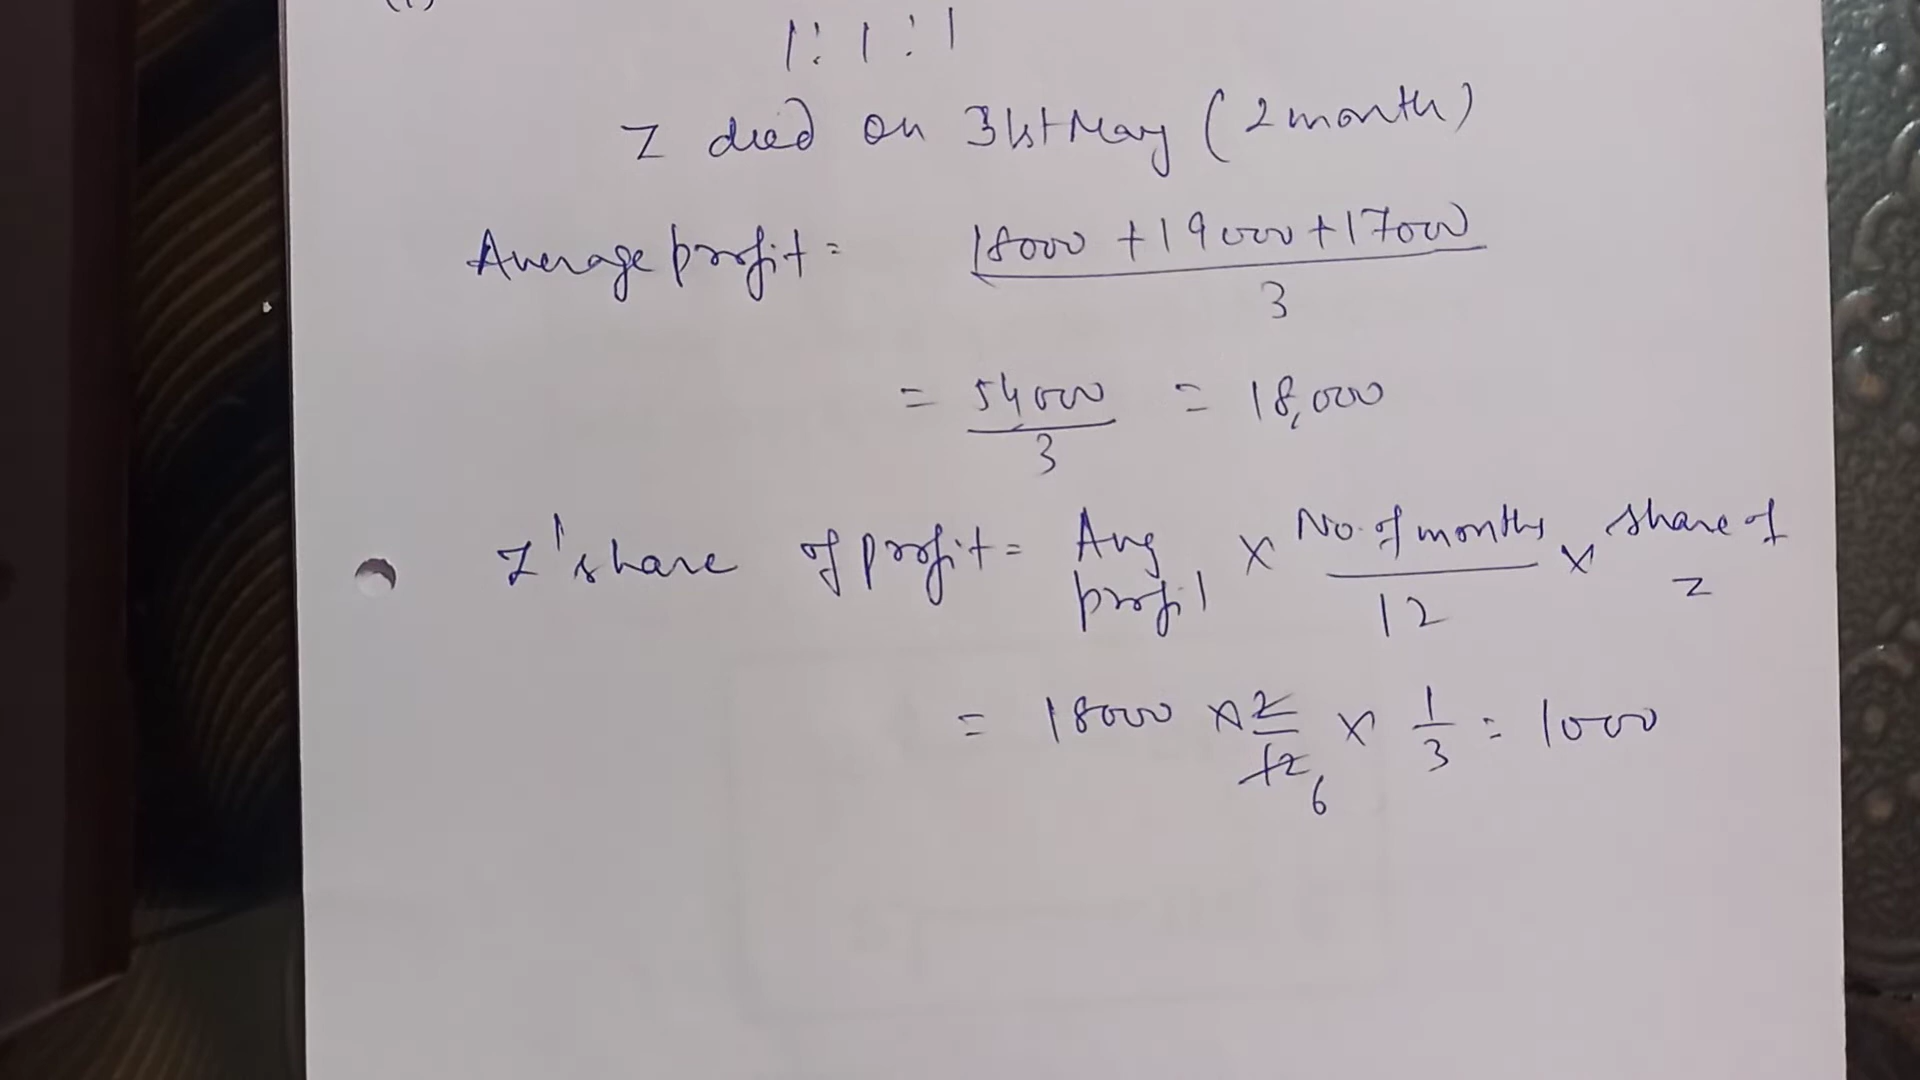 1 : 1 : 1
Z died on 31st May (2 month)
Average profit = 18000 + 19000 + 17000
3
= 54000 = 18,000
3
Z's share of profit = Avg profit × No. of months × share of Z
12
= 18000 × 2 × 1 = 1000
12 6 3